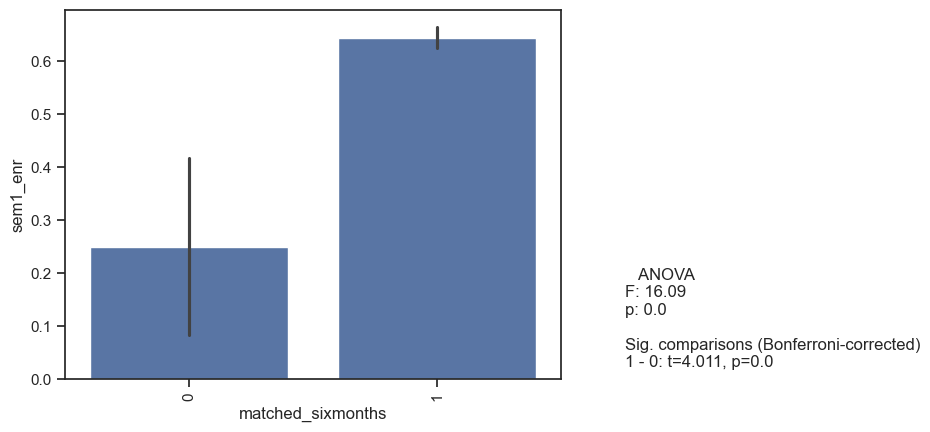 0.6
0.5
0.4
0.3
0.2
0.1
0.0
sem1_enr
0
1
matched_sixmonths
ANOVA
F: 16.09
p: 0.0
Sig. comparisons (Bonferroni-corrected)
1 - 0: t=4.011, p=0.0